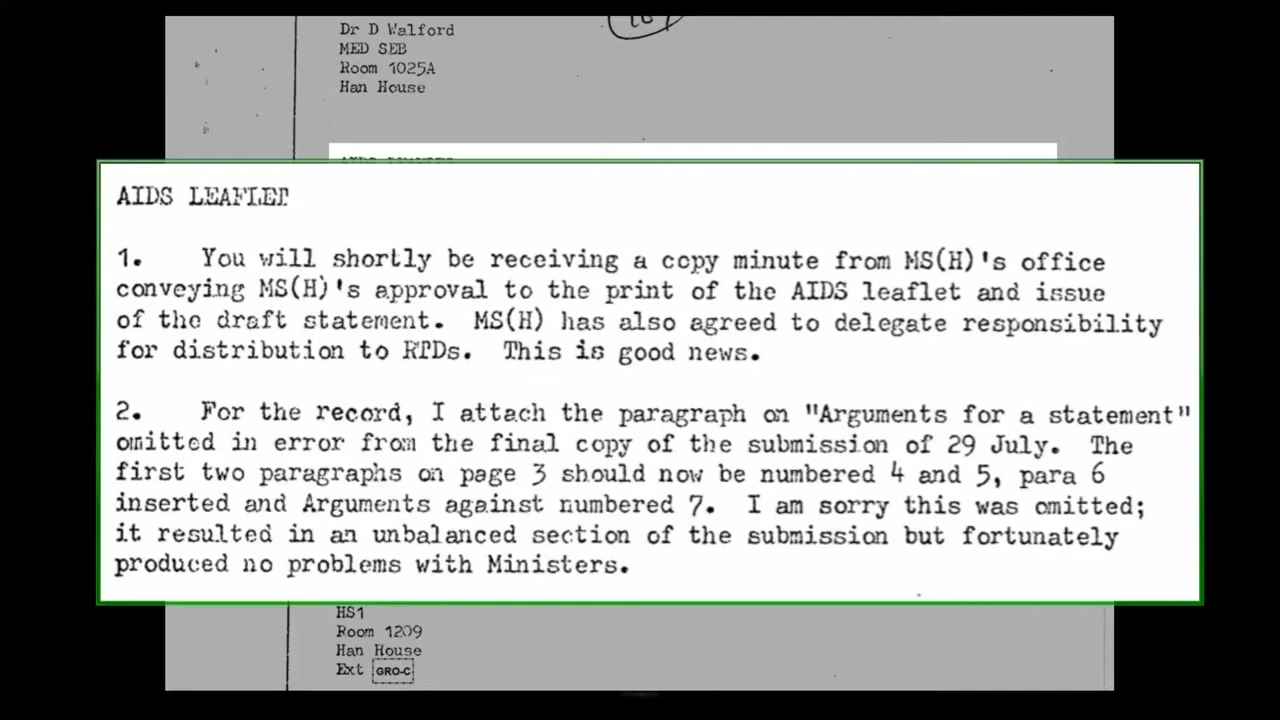 Dr D Walford
MED SEB
Room 1025A
Han House
AIDS LEAFLET
1. You will shortly be receiving a copy minute from MS(H)'s office
conveying MS(H)'s approval to the print of the AIDS leaflet and issue
of the draft statement. MS(H) has also agreed to delegate responsibility
for distribution to RTDs. This is good news.
2. For the record, I attach the paragraph on "Arguments for a statement"
omitted in error from the final copy of the submission of 29 July. The
first two paragraphs on page 3 should now be numbered 4 and 5, para 6
inserted and Arguments against numbered 7. I am sorry this was omitted;
it resulted in an unbalanced section of the submission but fortunately
produced no problems with Ministers.
HS1
Room 1209
Han House
Ext GRO-C